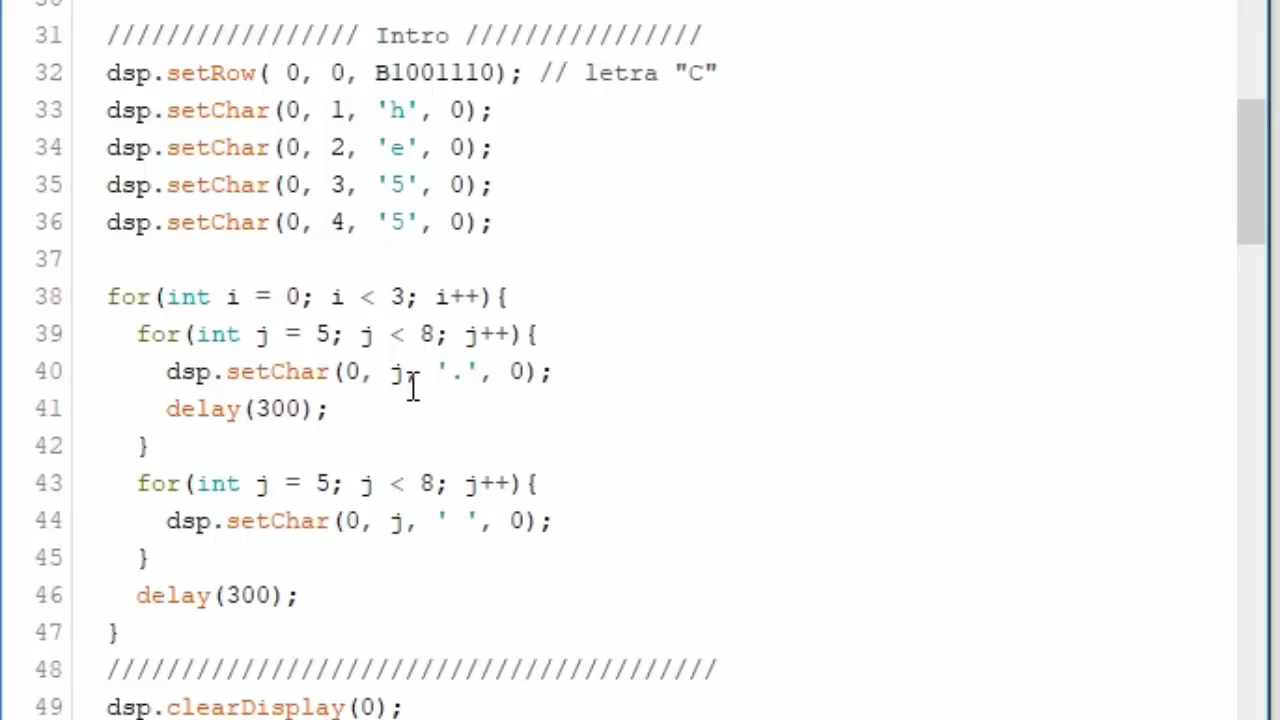 31 ///////////////// Intro ////////////////
32 dsp.setRow( 0, 0, B1001110); // letra "C"
33 dsp.setChar(0, 1, 'h', 0);
34 dsp.setChar(0, 2, 'e', 0);
35 dsp.setChar(0, 3, '5', 0);
36 dsp.setChar(0, 4, '5', 0);
37
38 for(int i = 0; i < 3; i++){
39 for(int j = 5; j < 8; j++){
40 dsp.setChar(0, j, '.', 0);
41 delay(300);
42 }
43 for(int j = 5; j < 8; j++){
44 dsp.setChar(0, j, ' ', 0);
45 }
46 delay(300);
47 }
48 /////////////////////////////////////////
49 dsp.clearDisplay(0);